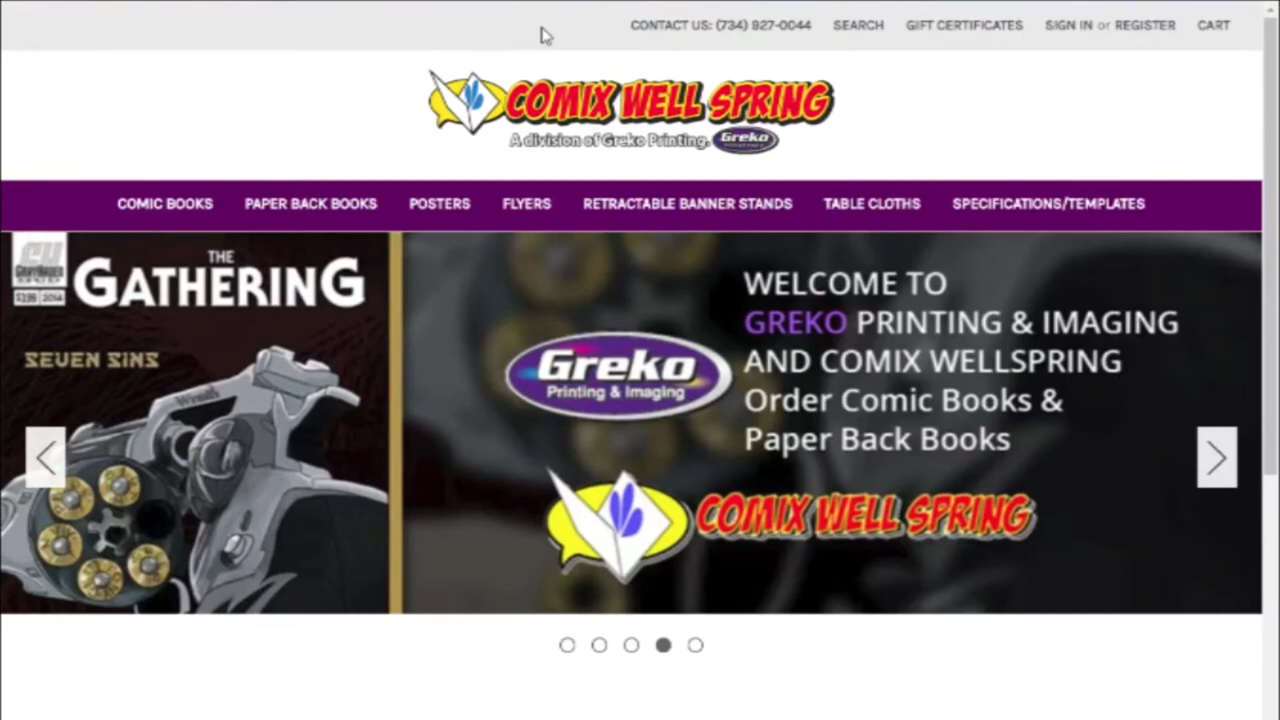 CONTACT US: (734) 927-0044 SEARCH GIFT CERTIFICATES SIGN IN or REGISTER CART
COMIX WELL SPRING
A division of Greko Printing. Greko
COMIC BOOKS PAPER BACK BOOKS POSTERS FLYERS RETRACTABLE BANNER STANDS TABLE CLOTHS SPECIFICATIONS/TEMPLATES
$3.99 2014
THE
GATHERING
SEVEN SINS
WELCOME TO
GREKO PRINTING & IMAGING
AND COMIX WELLSPRING
Order Comic Books &
Paper Back Books
Greko
Printing & Imaging
COMIX WELL SPRING